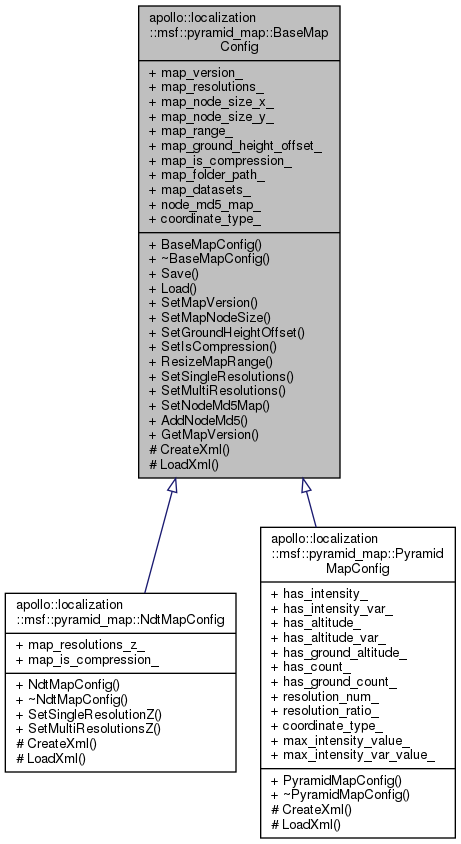 apollo::localization
::msf::pyramid_map::BaseMap
Config
+ map_version_
+ map_resolutions_
+ map_node_size_x_
+ map_node_size_y_
+ map_range_
+ map_ground_height_offset_
+ map_is_compression_
+ map_folder_path_
+ map_datasets_
+ node_md5_map_
+ coordinate_type_
+ BaseMapConfig()
+ ~BaseMapConfig()
+ Save()
+ Load()
+ SetMapVersion()
+ SetMapNodeSize()
+ SetGroundHeightOffset()
+ SetIsCompression()
+ ResizeMapRange()
+ SetSingleResolutions()
+ SetMultiResolutions()
+ SetNodeMd5Map()
+ AddNodeMd5()
+ GetMapVersion()
# CreateXml()
# LoadXml()
apollo::localization
::msf::pyramid_map::NdtMapConfig
+ map_resolutions_z_
+ map_is_compression_
+ NdtMapConfig()
+ ~NdtMapConfig()
+ SetSingleResolutionZ()
+ SetMultiResolutionsZ()
# CreateXml()
# LoadXml()
apollo::localization
::msf::pyramid_map::Pyramid
MapConfig
+ has_intensity_
+ has_intensity_var_
+ has_altitude_
+ has_altitude_var_
+ has_ground_altitude_
+ has_count_
+ has_ground_count_
+ resolution_num_
+ resolution_ratio_
+ coordinate_type_
+ max_intensity_value_
+ max_intensity_var_value_
+ PyramidMapConfig()
+ ~PyramidMapConfig()
# CreateXml()
# LoadXml()